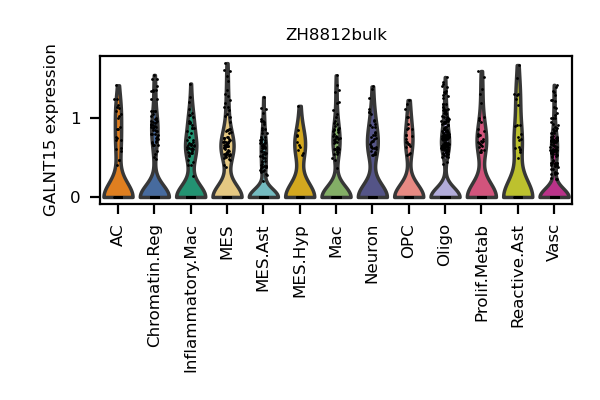 ZH8812bulk
GALNT15 expression
1
0
AC
Chromatin.Reg
Inflammatory.Mac
MES
MES.Ast
MES.Hyp
Mac
Neuron
OPC
Oligo
Prolif.Metab
Reactive.Ast
Vasc